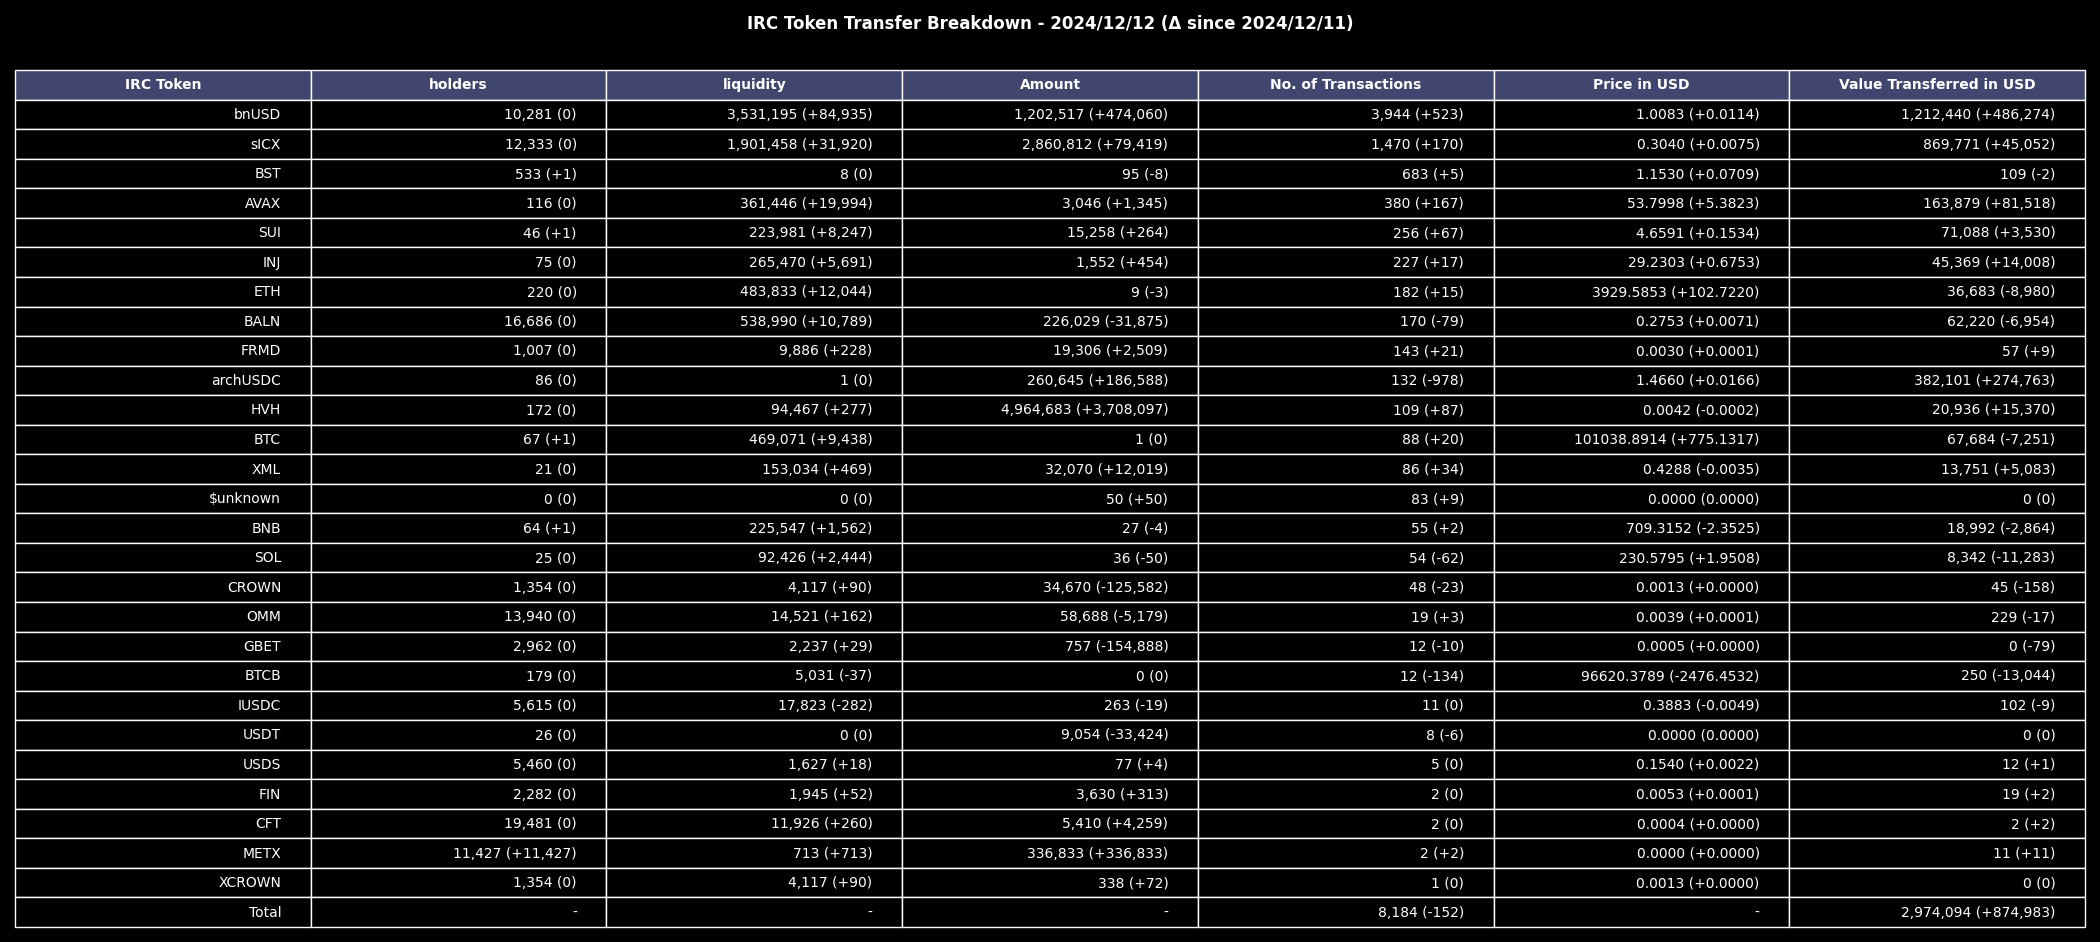 IRC Token Transfer Breakdown - 2024/12/12 (Δ since 2024/12/11)
IRC Token holders liquidity Amount No. of Transactions Price in USD Value Transferred in USD
bnUSD 10,281 (0) 3,531,195 (+84,935) 1,202,517 (+474,060) 3,944 (+523) 1.0083 (+0.0114) 1,212,440 (+486,274)
sICX 12,333 (0) 1,901,458 (+31,920) 2,860,812 (+79,419) 1,470 (+170) 0.3040 (+0.0075) 869,771 (+45,052)
BST 533 (+1) 8 (0) 95 (-8) 683 (+5) 1.1530 (+0.0709) 109 (-2)
AVAX 116 (0) 361,446 (+19,994) 3,046 (+1,345) 380 (+167) 53.7998 (+5.3823) 163,879 (+81,518)
SUI 46 (+1) 223,981 (+8,247) 15,258 (+264) 256 (+67) 4.6591 (+0.1534) 71,088 (+3,530)
INJ 75 (0) 265,470 (+5,691) 1,552 (+454) 227 (+17) 29.2303 (+0.6753) 45,369 (+14,008)
ETH 220 (0) 483,833 (+12,044) 9 (-3) 182 (+15) 3929.5853 (+102.7220) 36,683 (-8,980)
BALN 16,686 (0) 538,990 (+10,789) 226,029 (-31,875) 170 (-79) 0.2753 (+0.0071) 62,220 (-6,954)
FRMD 1,007 (0) 9,886 (+228) 19,306 (+2,509) 143 (+21) 0.0030 (+0.0001) 57 (+9)
archUSDC 86 (0) 1 (0) 260,645 (+186,588) 132 (-978) 1.4660 (+0.0166) 382,101 (+274,763)
HVH 172 (0) 94,467 (+277) 4,964,683 (+3,708,097) 109 (+87) 0.0042 (-0.0002) 20,936 (+15,370)
BTC 67 (+1) 469,071 (+9,438) 1 (0) 88 (+20) 101038.8914 (+775.1317) 67,684 (-7,251)
XML 21 (0) 153,034 (+469) 32,070 (+12,019) 86 (+34) 0.4288 (-0.0035) 13,751 (+5,083)
$unknown 0 (0) 0 (0) 50 (+50) 83 (+9) 0.0000 (0.0000) 0 (0)
BNB 64 (+1) 225,547 (+1,562) 27 (-4) 55 (+2) 709.3152 (-2.3525) 18,992 (-2,864)
SOL 25 (0) 92,426 (+2,444) 36 (-50) 54 (-62) 230.5795 (+1.9508) 8,342 (-11,283)
CROWN 1,354 (0) 4,117 (+90) 34,670 (-125,582) 48 (-23) 0.0013 (+0.0000) 45 (-158)
OMM 13,940 (0) 14,521 (+162) 58,688 (-5,179) 19 (+3) 0.0039 (+0.0001) 229 (-17)
GBET 2,962 (0) 2,237 (+29) 757 (-154,888) 12 (-10) 0.0005 (+0.0000) 0 (-79)
BTCB 179 (0) 5,031 (-37) 0 (0) 12 (-134) 96620.3789 (-2476.4532) 250 (-13,044)
IUSDC 5,615 (0) 17,823 (-282) 263 (-19) 11 (0) 0.3883 (-0.0049) 102 (-9)
USDT 26 (0) 0 (0) 9,054 (-33,424) 8 (-6) 0.0000 (0.0000) 0 (0)
USDS 5,460 (0) 1,627 (+18) 77 (+4) 5 (0) 0.1540 (+0.0022) 12 (+1)
FIN 2,282 (0) 1,945 (+52) 3,630 (+313) 2 (0) 0.0053 (+0.0001) 19 (+2)
CFT 19,481 (0) 11,926 (+260) 5,410 (+4,259) 2 (0) 0.0004 (+0.0000) 2 (+2)
METX 11,427 (+11,427) 713 (+713) 336,833 (+336,833) 2 (+2) 0.0000 (+0.0000) 11 (+11)
XCROWN 1,354 (0) 4,117 (+90) 338 (+72) 1 (0) 0.0013 (+0.0000) 0 (0)
Total - - - 8,184 (-152) - 2,974,094 (+874,983)